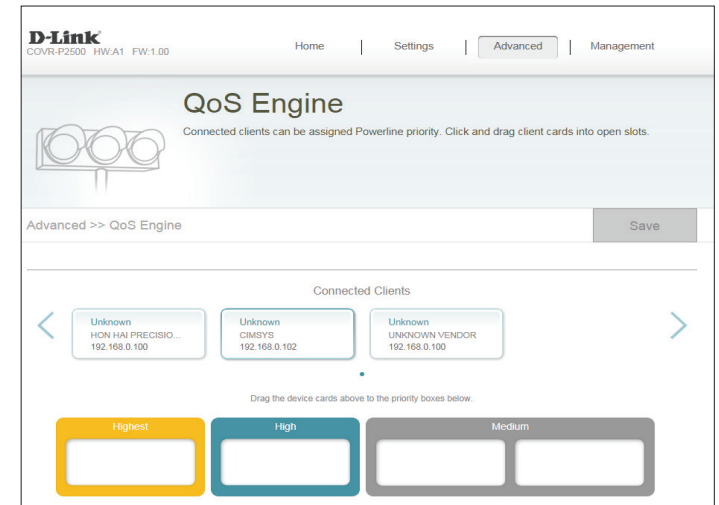 D-Link
COVR-P2500 HW:A1 FW:1.00
Home | Settings | Advanced | Management
QoS Engine
Connected clients can be assigned Powerline priority. Click and drag client cards into open slots.
Advanced >> QoS Engine
Save
Connected Clients
Unknown
HON HAI PRECISIO...
192.168.0.100
Unknown
CIMSYS
192.168.0.102
Unknown
UNKNOWN VENDOR
192.168.0.100
Drag the device cards above to the priority boxes below.
Highest
High
Medium